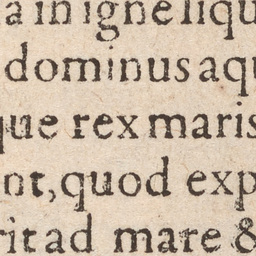 a in igne liqu
dominus aqu
que rex maris
nt, quod exp
rit ad mare &